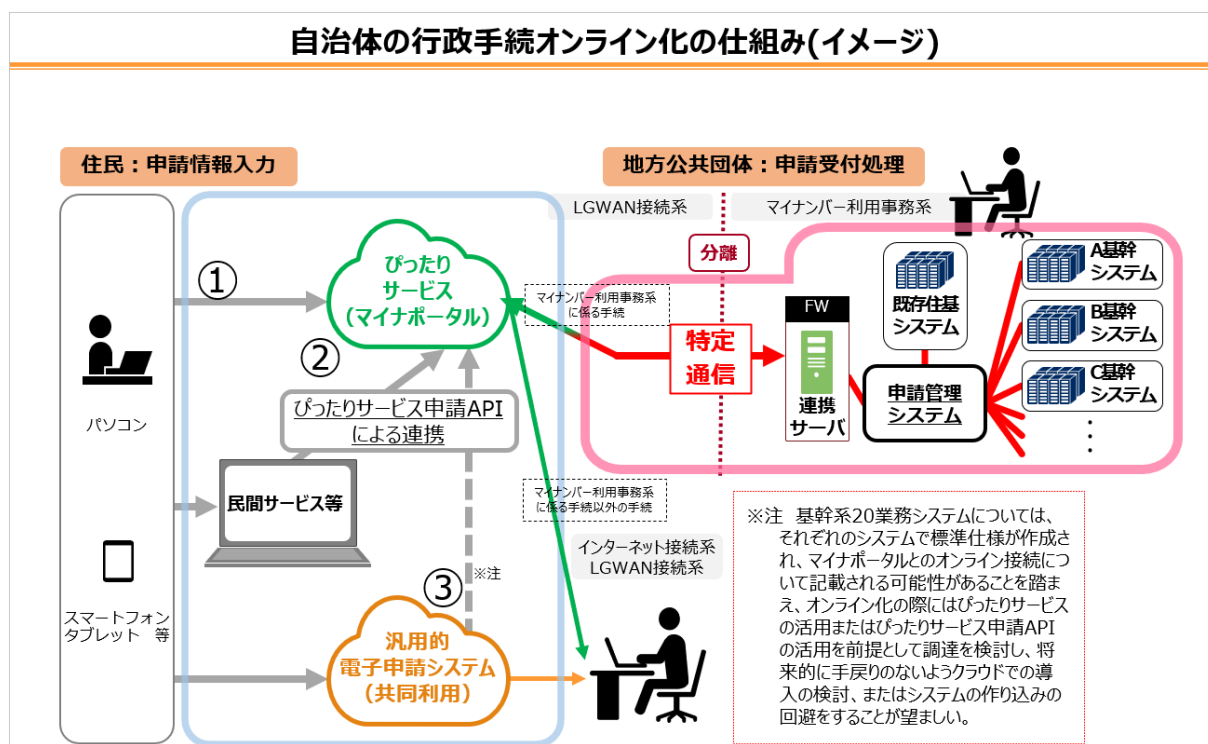 自治体の行政手続オンライン化の仕組み(イメージ)
住民：申請情報入力
地方公共団体：申請受付処理
LGWAN接続系
マイナンバー利用事務系
分離
①
ぴったり
サービス
(マイナポータル)
マイナンバー利用事務系
に係る手続
特定
通信
FW
連携
サーバ
既存住基
システム
申請管理
システム
A基幹
システム
B基幹
システム
C基幹
システム
・
・
・
②
ぴったりサービス申請API
による連携
パソコン
民間サービス等
マイナンバー利用事務系
に係る手続以外の手続
インターネット接続系
LGWAN接続系
※注
③
スマートフォン
タブレット　等
汎用的
電子申請システム
(共同利用)
※注　基幹系20業務システムについては、
それぞれのシステムで標準仕様が作成さ
れ、マイナポータルとのオンライン接続につ
いて記載される可能性があることを踏ま
え、オンライン化の際にはぴったりサービス
の活用またはぴったりサービス申請API
の活用を前提として調達を検討し、将
来的に手戻りのないようクラウドでの導
入の検討、またはシステムの作り込みの
回避をすることが望ましい。